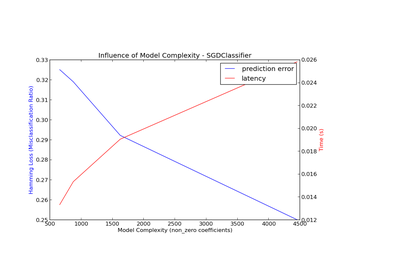 Influence of Model Complexity - SGDClassifier
prediction error
latency
0.33
0.32
0.31
0.30
0.29
0.28
0.27
0.26
0.25
Hamming Loss (Misclassification Ratio)
0.026
0.024
0.022
0.020
0.018
0.016
0.014
0.012
Time (s)
500 1000 1500 2000 2500 3000 3500 4000 4500
Model Complexity (non_zero coefficients)